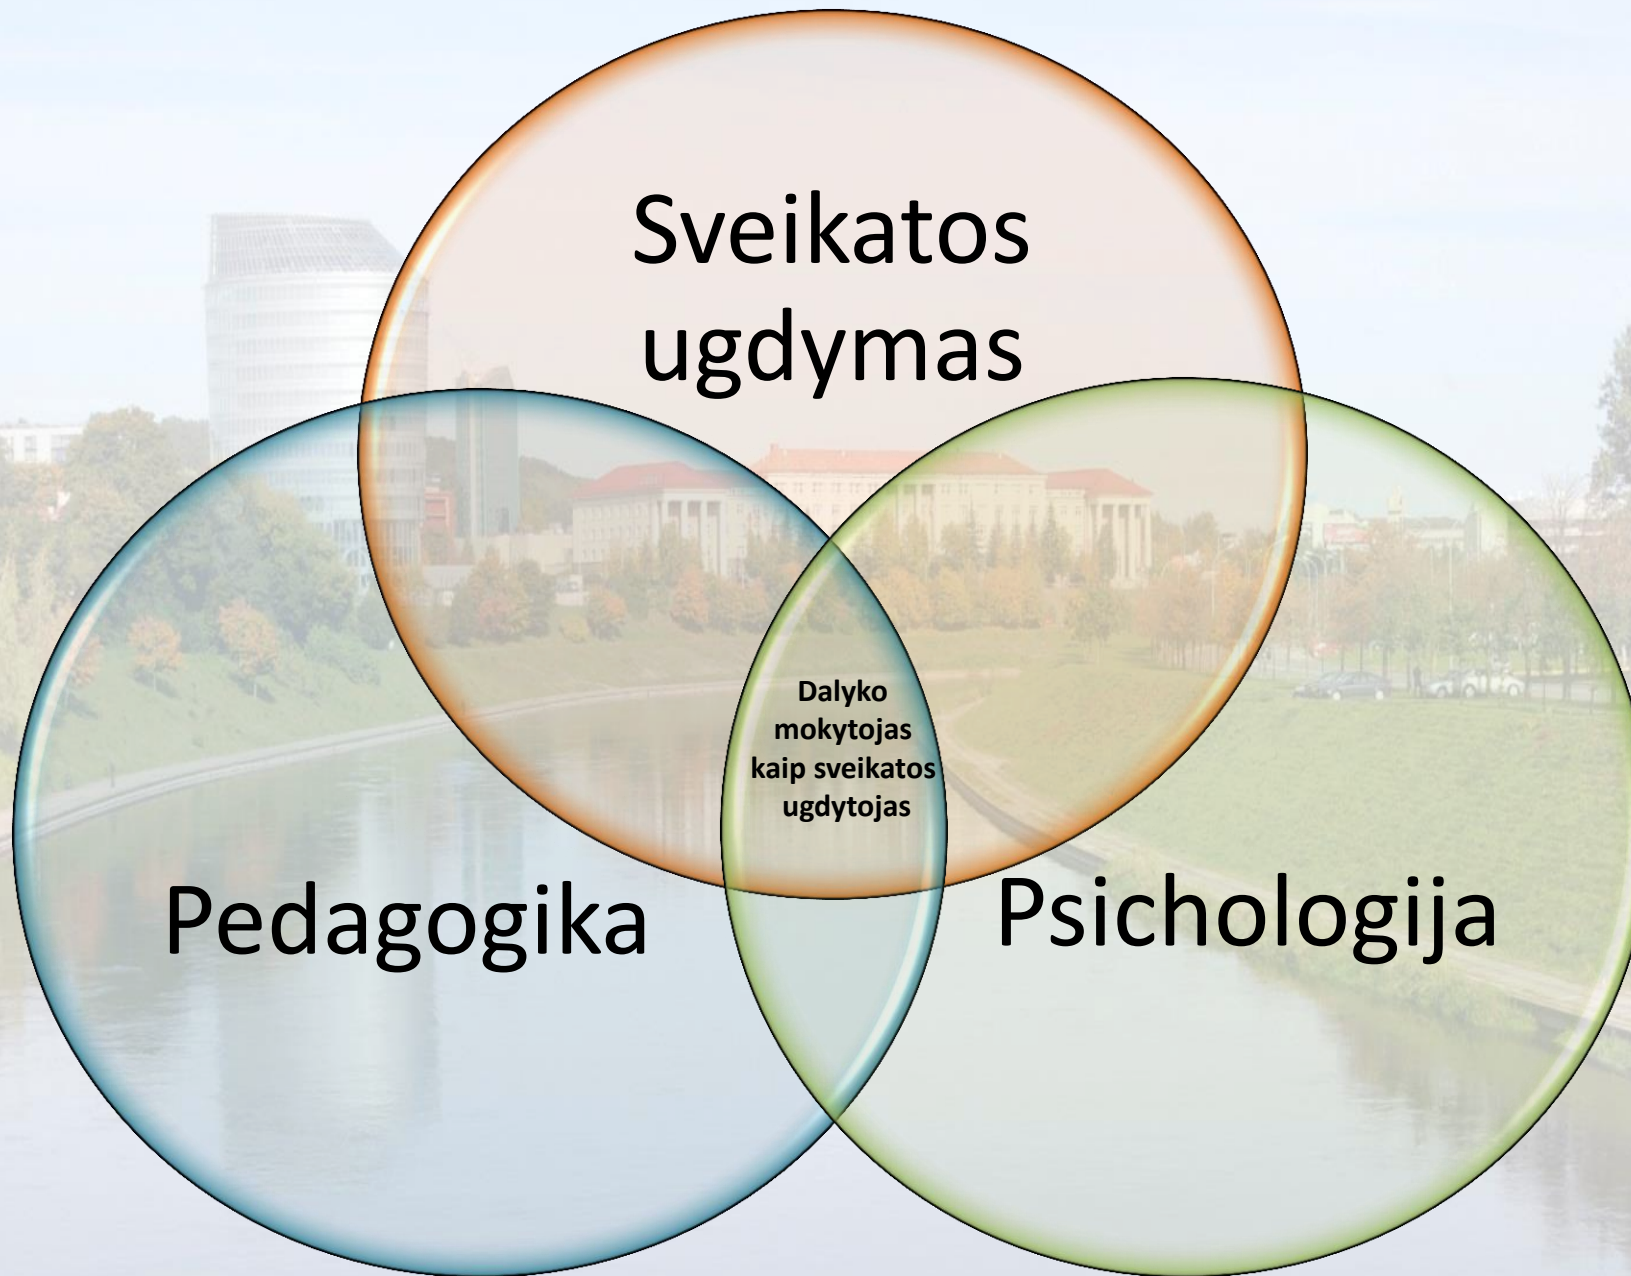 Sveikatos
ugdymas
Dalyko
mokytojas
kaip sveikatos
ugdytojas
Pedagogika
Psichologija